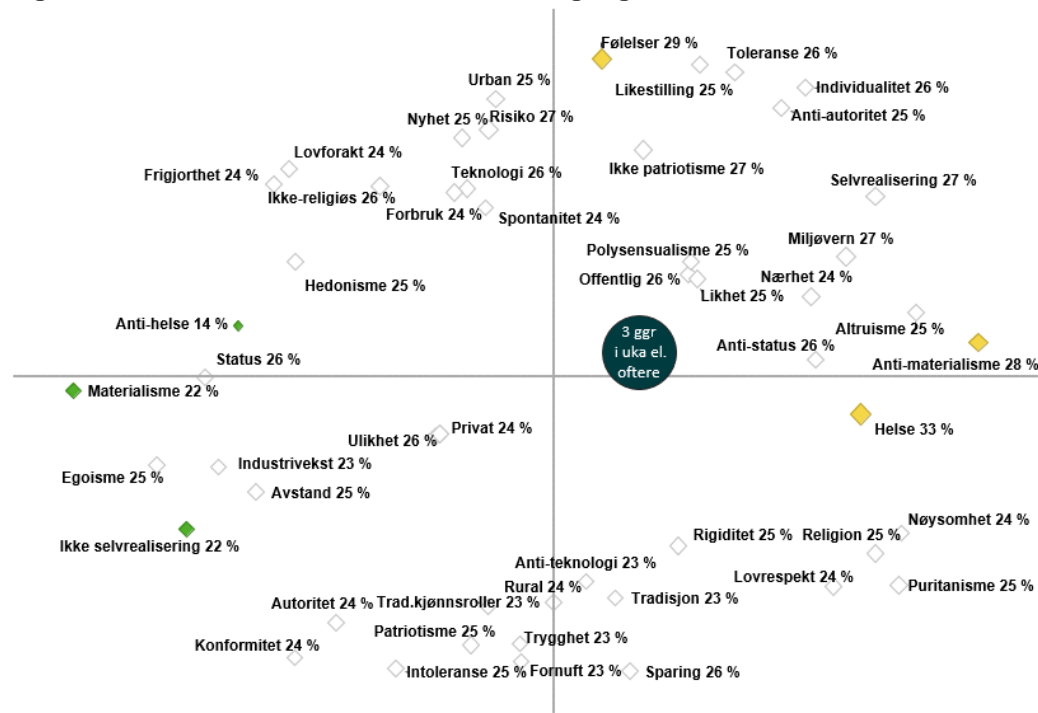 Følelser 29 %
Toleranse 26 %
Urban 25 %
Likestilling 25 %
Individualitet 26 %
Nyhet 25 %
Risiko 27 %
Anti-autoritet 25 %
Lovforakt 24 %
Frigjorthet 24 %
Teknologi 26 %
Ikke patriotisme 27 %
Selvrealisering 27 %
Ikke-religiøs 26 %
Forbruk 24 %
Spontanitet 24 %
Miljøvern 27 %
Polysensualisme 25 %
Offentlig 26 %
Nærhet 24 %
Hedonisme 25 %
Likhet 25 %
Anti-helse 14 %
3 ggr
i uka el.
oftere
Altruisme 25 %
Anti-status 26 %
Status 26 %
Anti-materialisme 28 %
Materialisme 22 %
Helse 33 %
Privat 24 %
Ulikhet 26 %
Industrivekst 23 %
Egoisme 25 %
Avstand 25 %
Nøysomhet 24 %
Rigiditet 25 %
Religion 25 %
Ikke selvrealisering 22 %
Anti-teknologi 23 %
Lovrespekt 24 %
Rural 24 %
Puritanisme 25 %
Autoritet 24 %
Trad.kjønnsroller 23 %
Tradisjon 23 %
Patriotisme 25 %
Trygghet 23 %
Konformitet 24 %
Intoleranse 25 %
Fornuft 23 %
Sparing 26 %